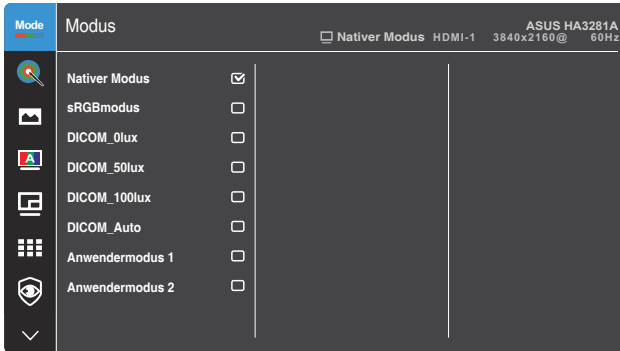 Mode
Modus
ASUS HA3281A
Nativer Modus HDMI-1 3840x2160@ 60Hz
Nativer Modus
sRGBmodus
DICOM_0lux
A
DICOM_50lux
DICOM_100lux
DICOM_Auto
Anwendermodus 1
Anwendermodus 2